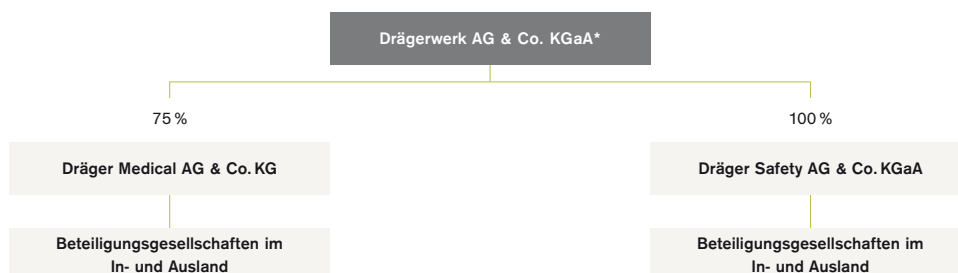 Drägerwerk AG & Co. KGaA*
75 %
100 %
Dräger Medical AG & Co. KG
Dräger Safety AG & Co. KGaA
Beteiligungsgesellschaften im
In- und Ausland
Beteiligungsgesellschaften im
In- und Ausland